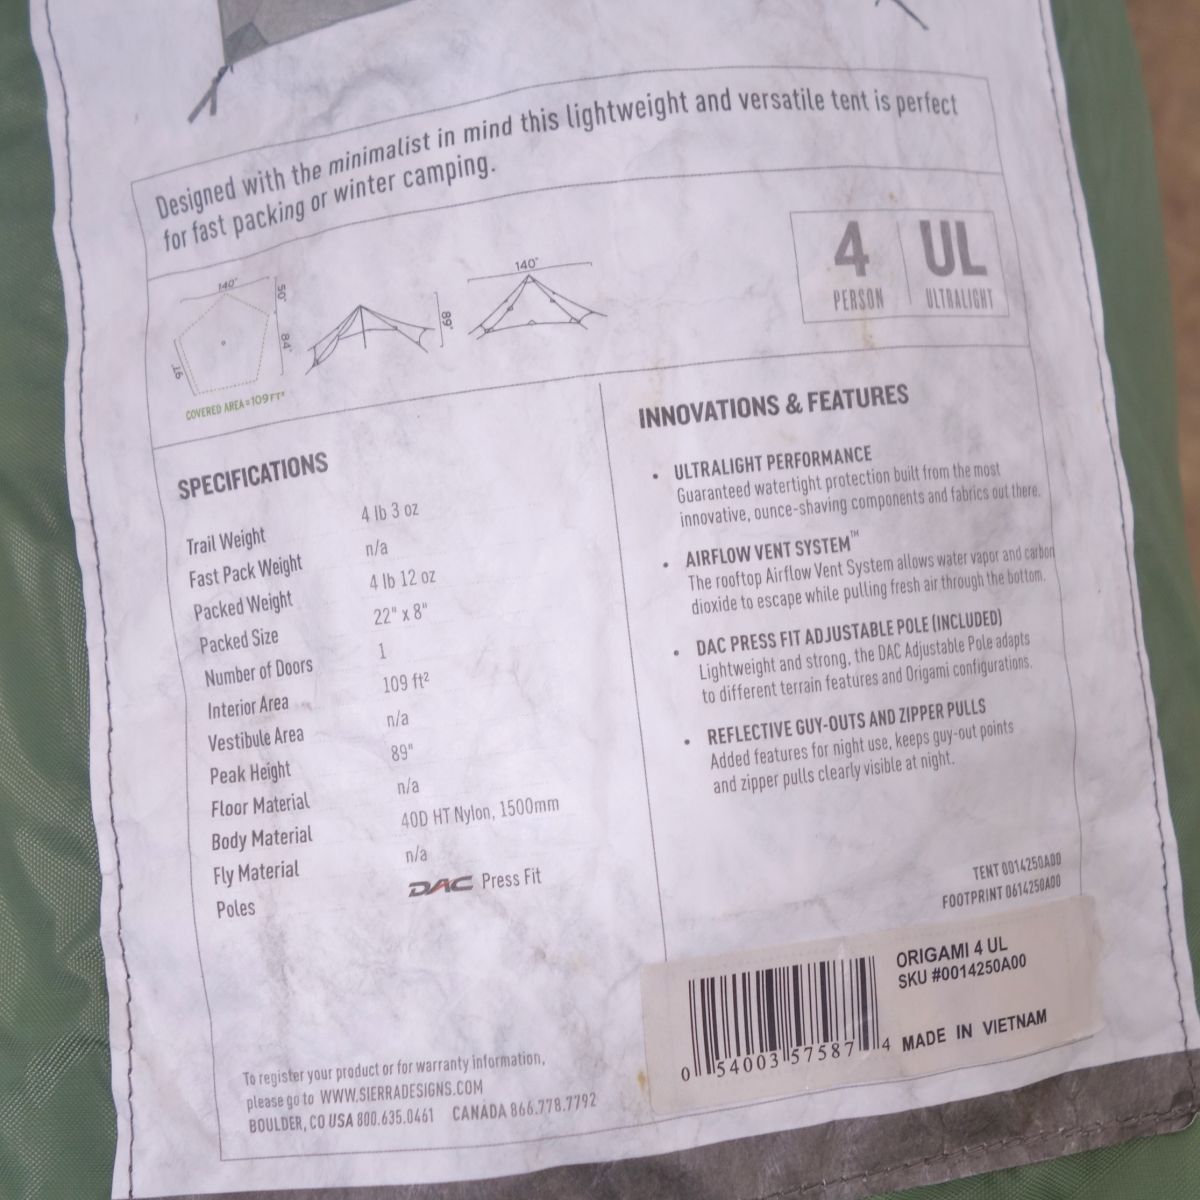 Designed with the minimalist in mind this lightweight and versatile tent is perfect
for fast packing or winter camping.
140"
50"
84"
91"
COVERED AREA = 109 FT²
89"
140"
4
PERSON
UL
ULTRALIGHT
SPECIFICATIONS
Trail Weight 4 lb 3 oz
Fast Pack Weight n/a
Packed Weight 4 lb 12 oz
Packed Size 22" x 8"
Number of Doors 1
Interior Area 109 ft²
Vestibule Area n/a
Peak Height 89"
Floor Material n/a
Body Material 40D HT Nylon, 1500mm
Fly Material n/a
Poles DAC Press Fit
INNOVATIONS & FEATURES
• ULTRALIGHT PERFORMANCE
Guaranteed watertight protection built from the most
innovative, ounce-shaving components and fabrics out there.
• AIRFLOW VENT SYSTEM™
The rooftop Airflow Vent System allows water vapor and carbon
dioxide to escape while pulling fresh air through the bottom.
• DAC PRESS FIT ADJUSTABLE POLE (INCLUDED)
Lightweight and strong, the DAC Adjustable Pole adapts
to different terrain features and Origami configurations.
• REFLECTIVE GUY-OUTS AND ZIPPER PULLS
Added features for night use, keeps guy-out points
and zipper pulls clearly visible at night.
TENT 0014250A00
FOOTPRINT 0614250A00
ORIGAMI 4 UL
SKU #0014250A00
MADE IN VIETNAM
0 54003 57587 4
To register your product or for warranty information,
please go to WWW.SIERRADESIGNS.COM
BOULDER, CO USA 800.635.0461 CANADA 866.778.7792